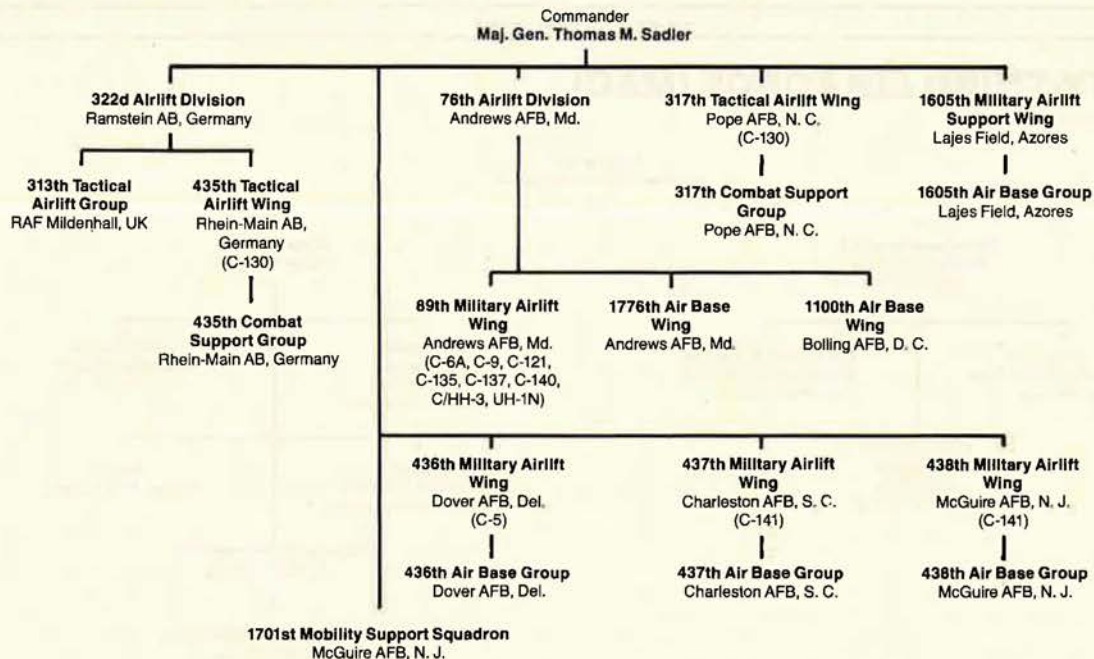 Commander
Maj. Gen. Thomas M. Sadler
322d Airlift Division
Ramstein AB, Germany
76th Airlift Division
Andrews AFB, Md.
317th Tactical Airlift Wing
Pope AFB, N. C.
(C-130)
1605th Military Airlift
Support Wing
Lajes Field, Azores
313th Tactical
Airlift Group
RAF Mildenhall, UK
435th Tactical
Airlift Wing
Rhein-Main AB,
Germany
(C-130)
317th Combat Support
Group
Pope AFB, N. C.
1605th Air Base Group
Lajes Field, Azores
435th Combat
Support Group
Rhein-Main AB, Germany
89th Military Airlift
Wing
Andrews AFB, Md.
(C-6A, C-9, C-121,
C-135, C-137, C-140,
C/HH-3, UH-1N)
1776th Air Base
Wing
Andrews AFB, Md.
1100th Air Base
Wing
Bolling AFB, D. C.
436th Military Airlift
Wing
Dover AFB, Del.
(C-5)
437th Military Airlift
Wing
Charleston AFB, S. C.
(C-141)
438th Military Airlift
Wing
McGuire AFB, N. J.
(C-141)
436th Air Base Group
Dover AFB, Del.
437th Air Base Group
Charleston AFB, S. C.
438th Air Base Group
McGuire AFB, N. J.
1701st Mobility Support Squadron
McGuire AFB, N. J.